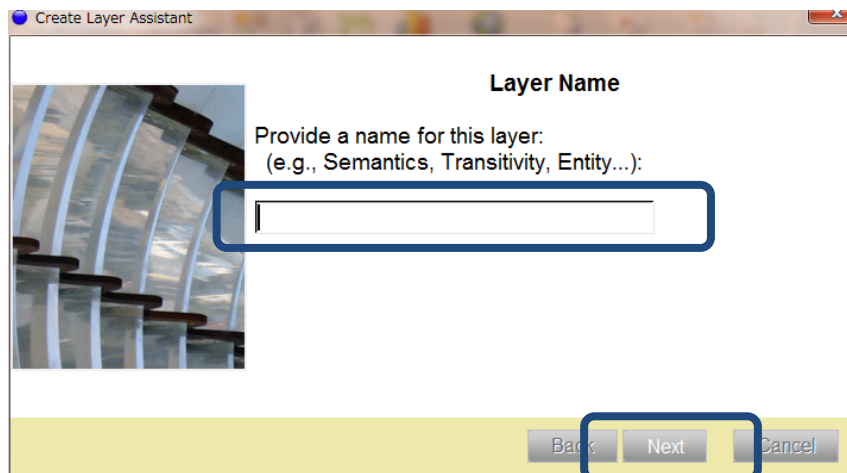 Create Layer Assistant
Layer Name
Provide a name for this layer:
(e.g., Semantics, Transitivity, Entity...):
Back Next Cancel